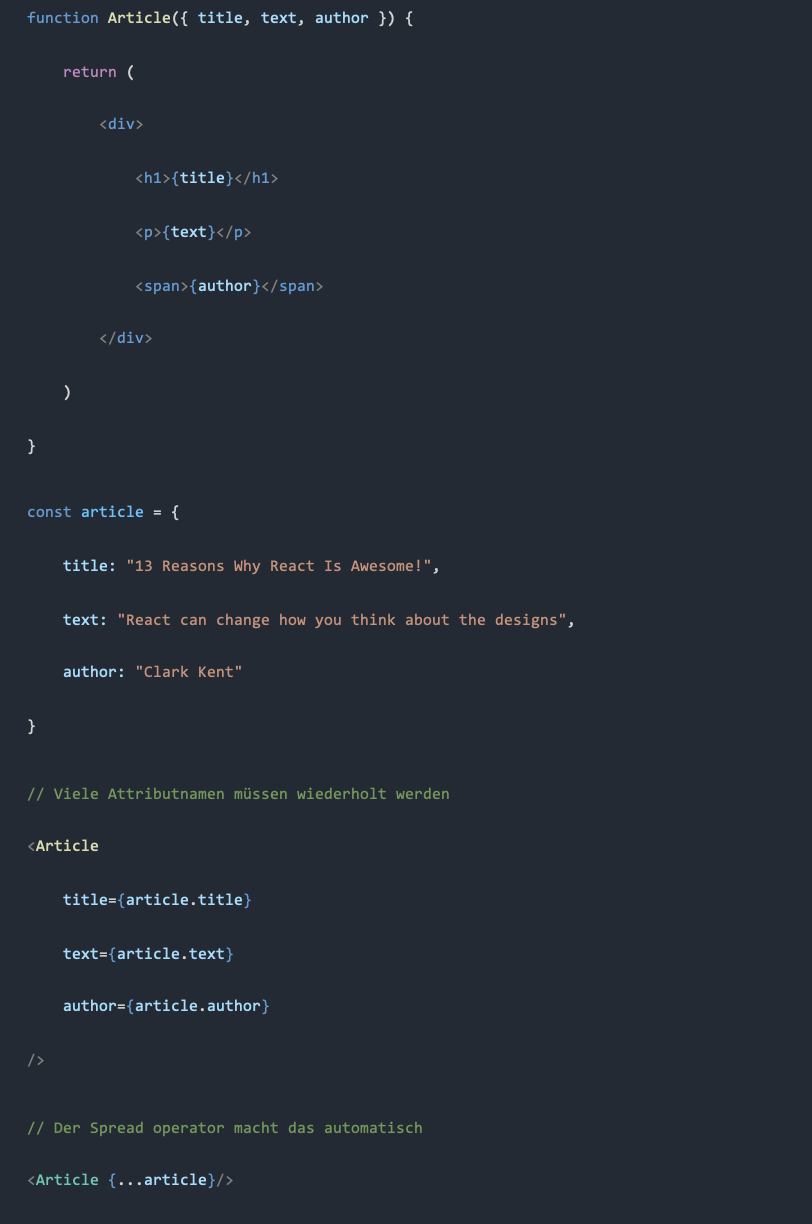 function Article({ title, text, author }) {
return (
<div>
<h1>{title}</h1>
<p>{text}</p>
<span>{author}</span>
</div>
)
}
const article = {
title: "13 Reasons Why React Is Awesome!",
text: "React can change how you think about the designs",
author: "Clark Kent"
}
// Viele Attributnamen müssen wiederholt werden
<Article
title={article.title}
text={article.text}
author={article.author}
/>
// Der Spread operator macht das automatisch
<Article {...article}/>